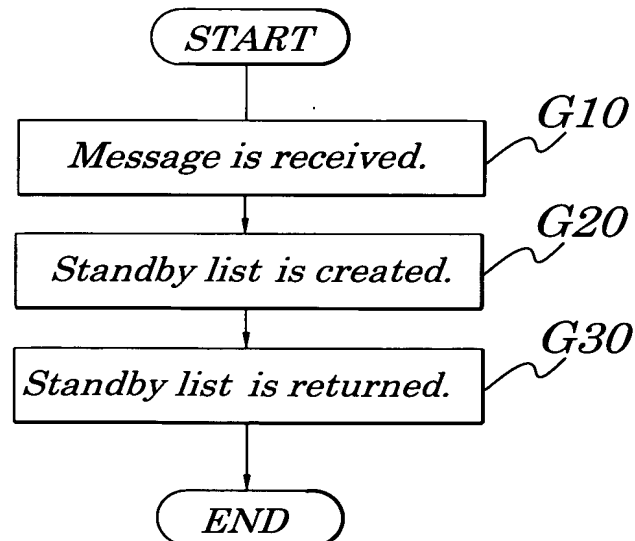 START
G10
Message is received.
G20
Standby list is created.
G30
Standby list is returned.
END